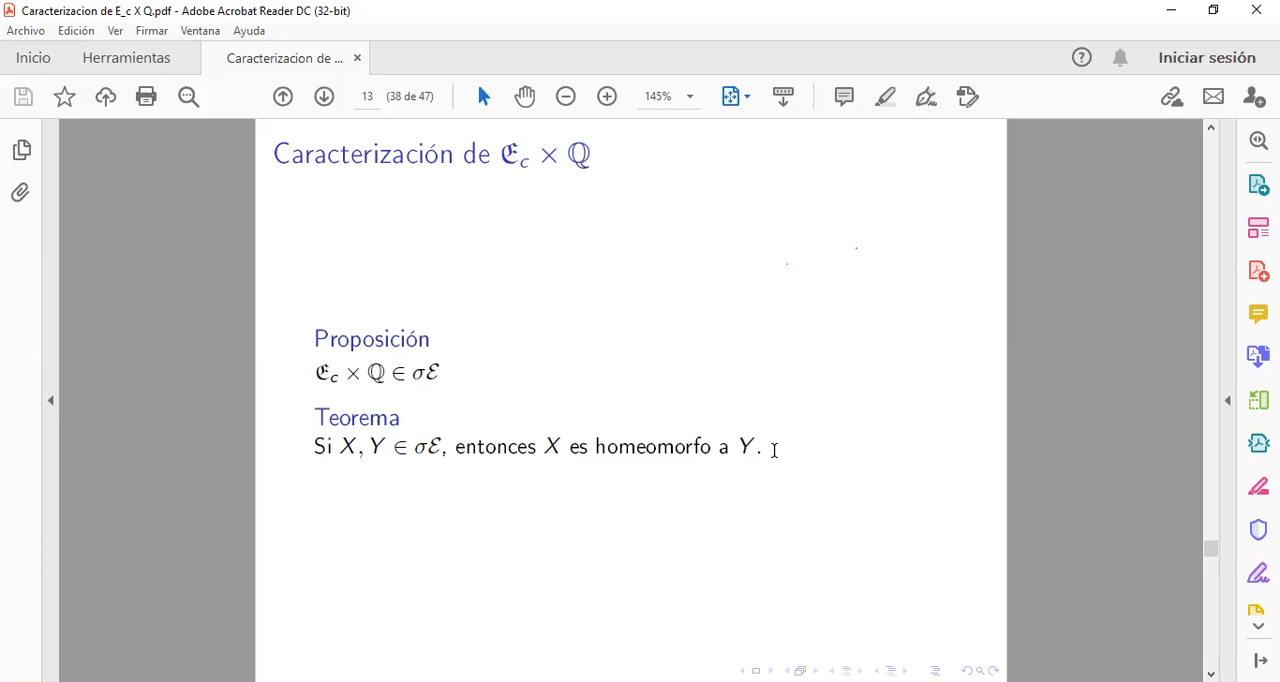 Caracterizacion de E_c X Q.pdf - Adobe Acrobat Reader DC (32-bit)
Archivo Edición Ver Firmar Ventana Ayuda
Inicio Herramientas Caracterizacion de ... × Iniciar sesión
13 (38 de 47) 145%
Caracterización de 𝕰_c × ℚ
Proposición
𝕰_c × ℚ ∈ σℰ
Teorema
Si X, Y ∈ σℰ, entonces X es homeomorfo a Y.